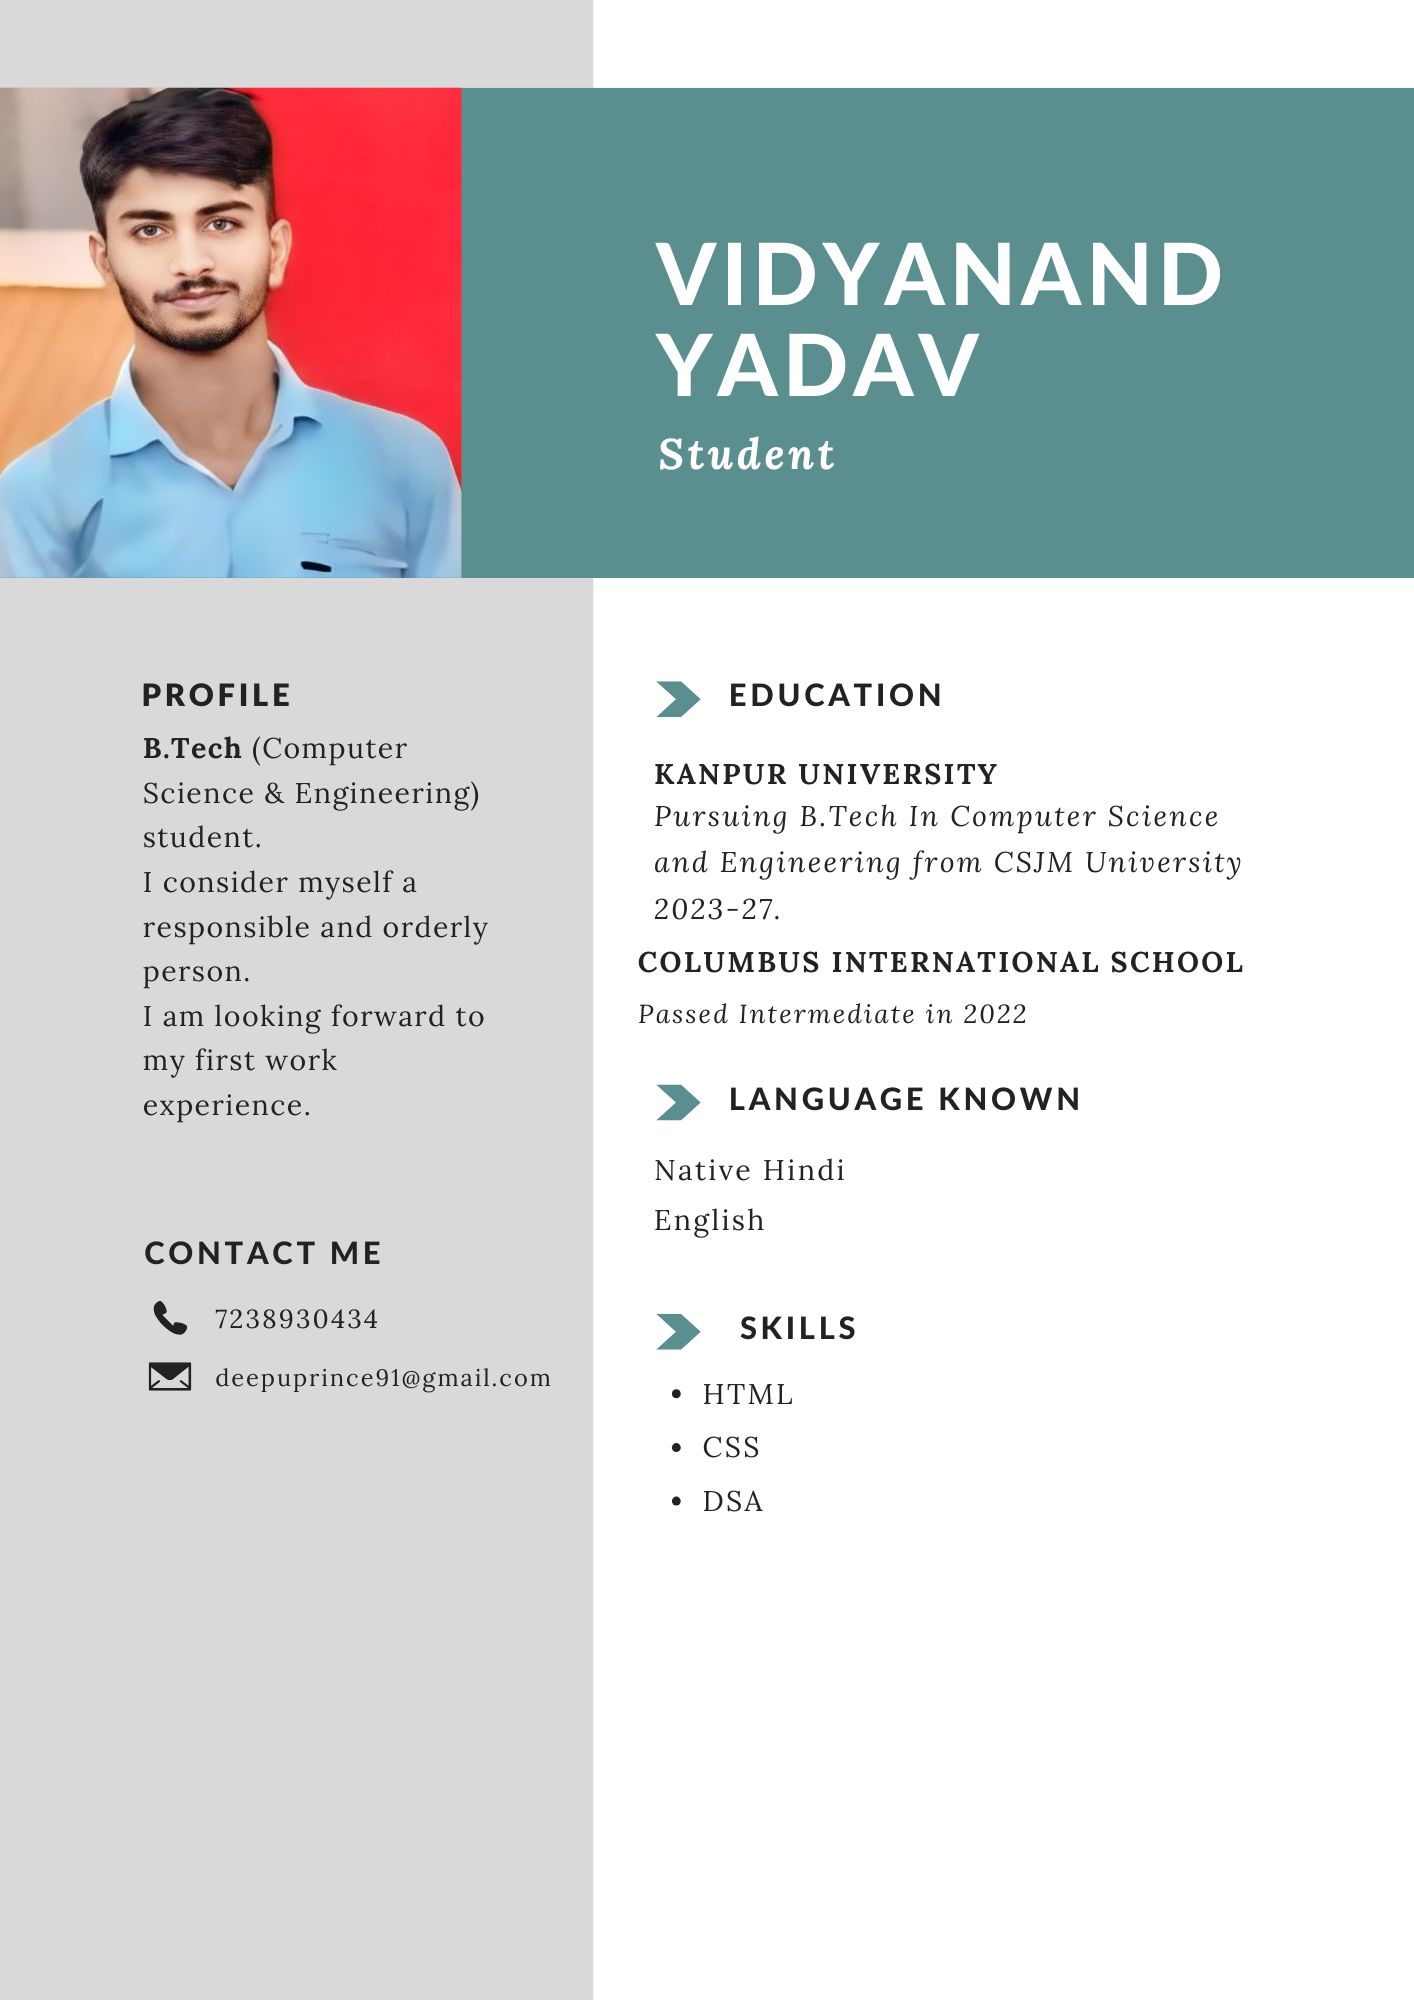 VIDYANAND
YADAV
Student
PROFILE
B.Tech (Computer
Science & Engineering)
student.
I consider myself a
responsible and orderly
person.
I am looking forward to
my first work
experience.
CONTACT ME
7238930434
deepuprince91@gmail.com
EDUCATION
KANPUR UNIVERSITY
Pursuing B.Tech In Computer Science
and Engineering from CSJM University
2023-27.
COLUMBUS INTERNATIONAL SCHOOL
Passed Intermediate in 2022
LANGUAGE KNOWN
Native Hindi
English
SKILLS
• HTML
• CSS
• DSA